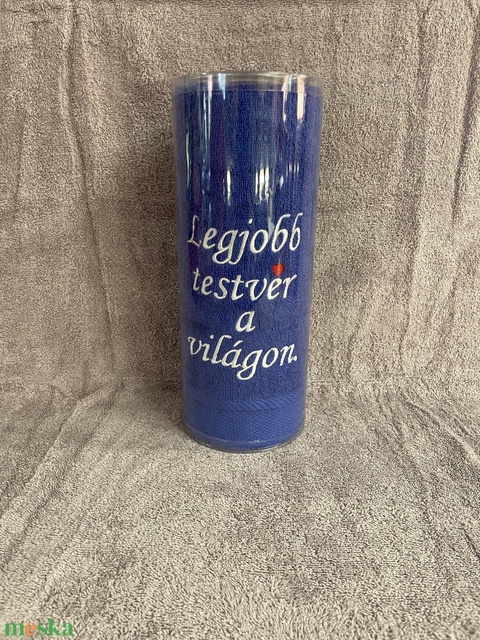 Legjobb
testvér
a
világon.
meska